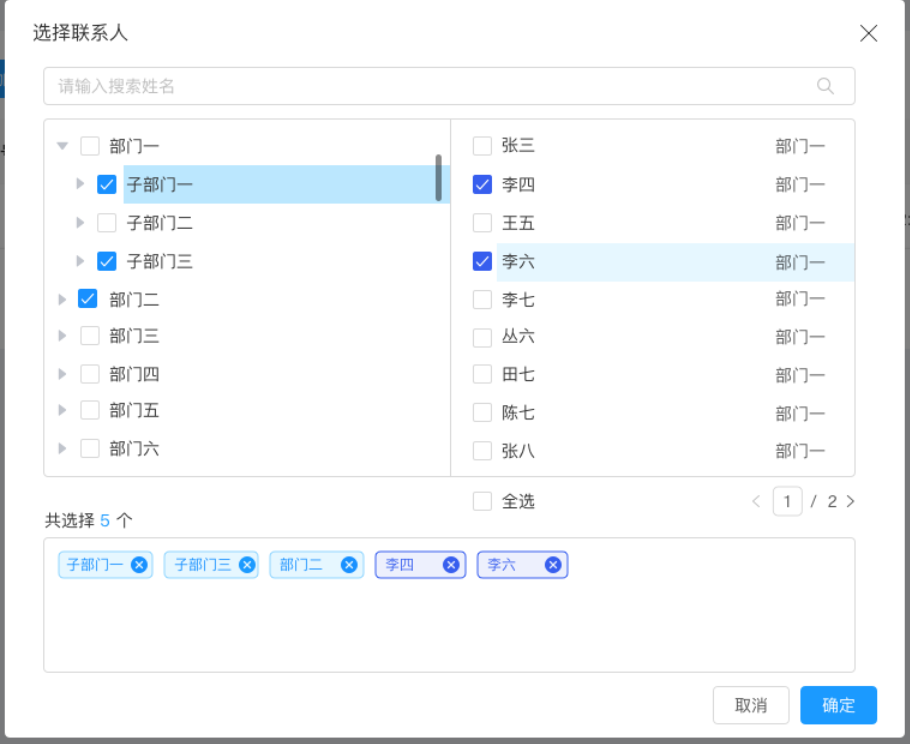 选择联系人
请输入搜索姓名
部门一
子部门一
子部门二
子部门三
部门二
部门三
部门四
部门五
部门六
张三 部门一
李四 部门一
王五 部门一
李六 部门一
李七 部门一
丛六 部门一
田七 部门一
陈七 部门一
张八 部门一
全选
1 / 2
共选择 5 个
子部门一 子部门三 部门二 李四 李六
取消 确定